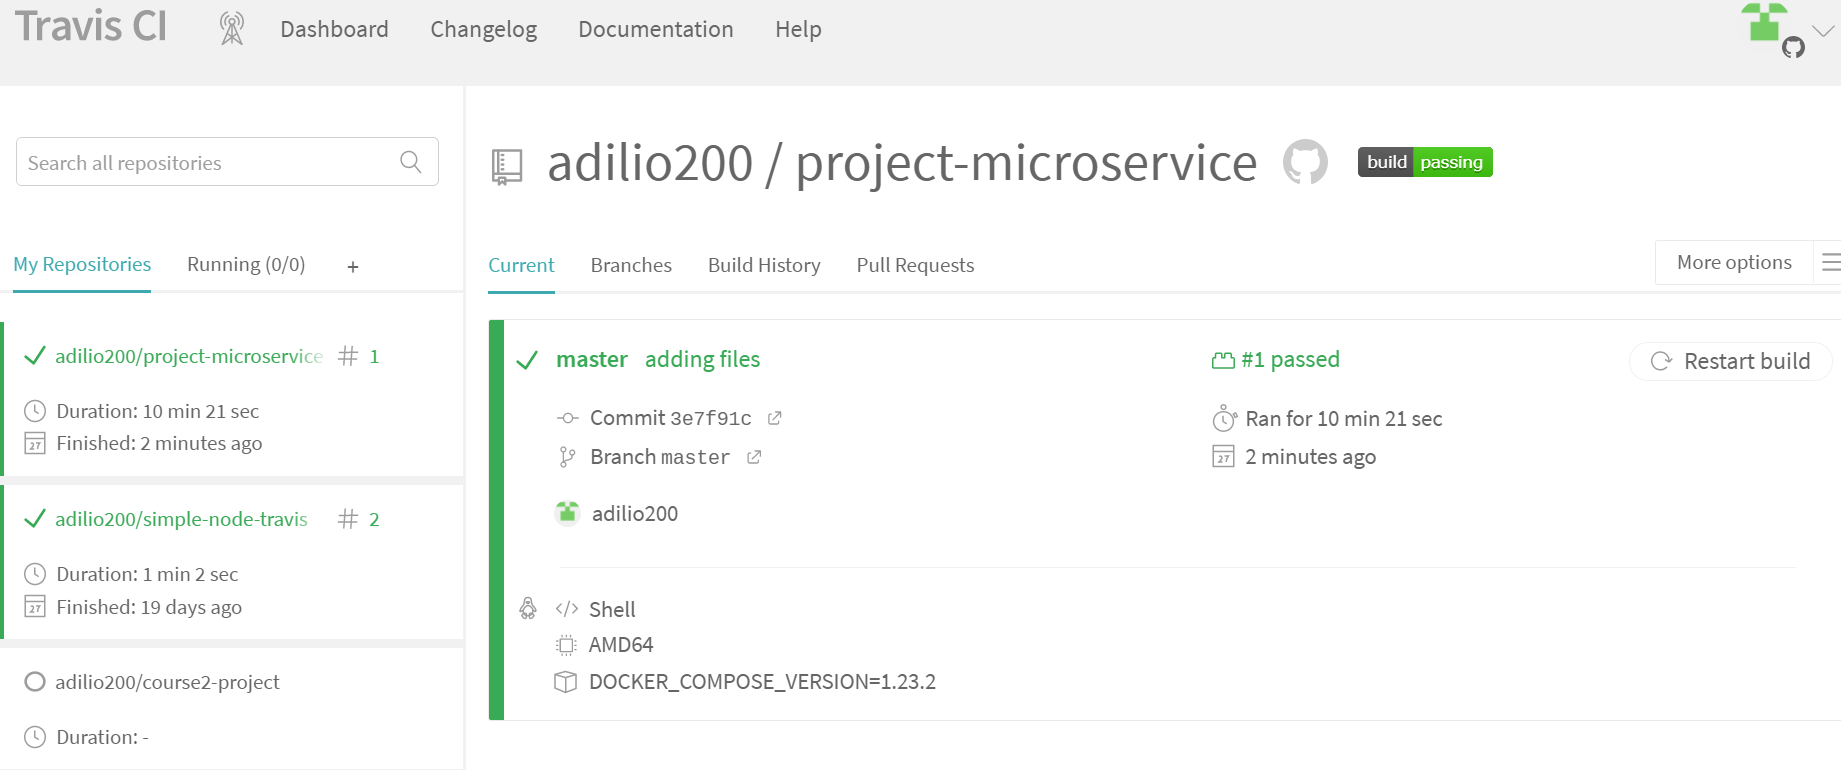 Travis CI Dashboard Changelog Documentation Help
Search all repositories
My Repositories Running (0/0) +
adilio200/project-microservice # 1
Duration: 10 min 21 sec
27 Finished: 2 minutes ago
adilio200/simple-node-travis # 2
Duration: 1 min 2 sec
27 Finished: 19 days ago
adilio200/course2-project
Duration: -
adilio200 / project-microservice build passing
Current Branches Build History Pull Requests More options
master adding files #1 passed Restart build
Commit 3e7f91c Ran for 10 min 21 sec
Branch master 27 2 minutes ago
adilio200
</> Shell
AMD64
DOCKER_COMPOSE_VERSION=1.23.2